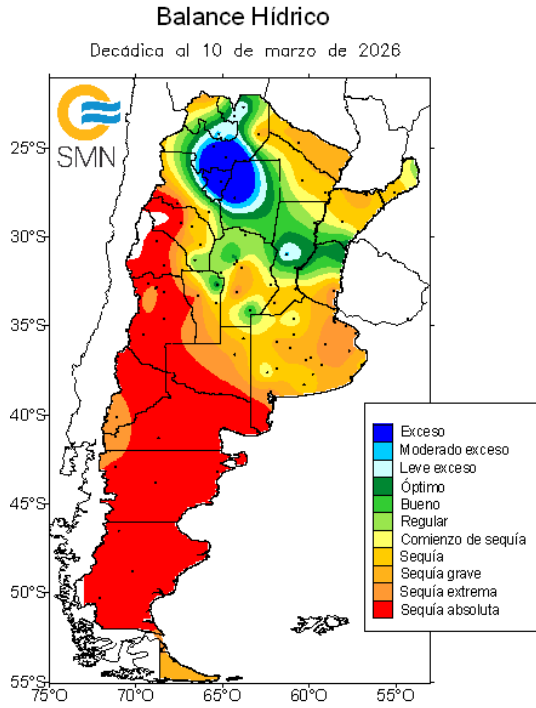 Balance Hídrico
Decádica al 10 de marzo de 2026
SMN
25°S
30°S
35°S
40°S
45°S
50°S
55°S
75°O
70°O
65°O
60°O
55°O
Exceso
Moderado exceso
Leve exceso
Óptimo
Bueno
Regular
Comienzo de sequía
Sequía
Sequía grave
Sequía extrema
Sequía absoluta